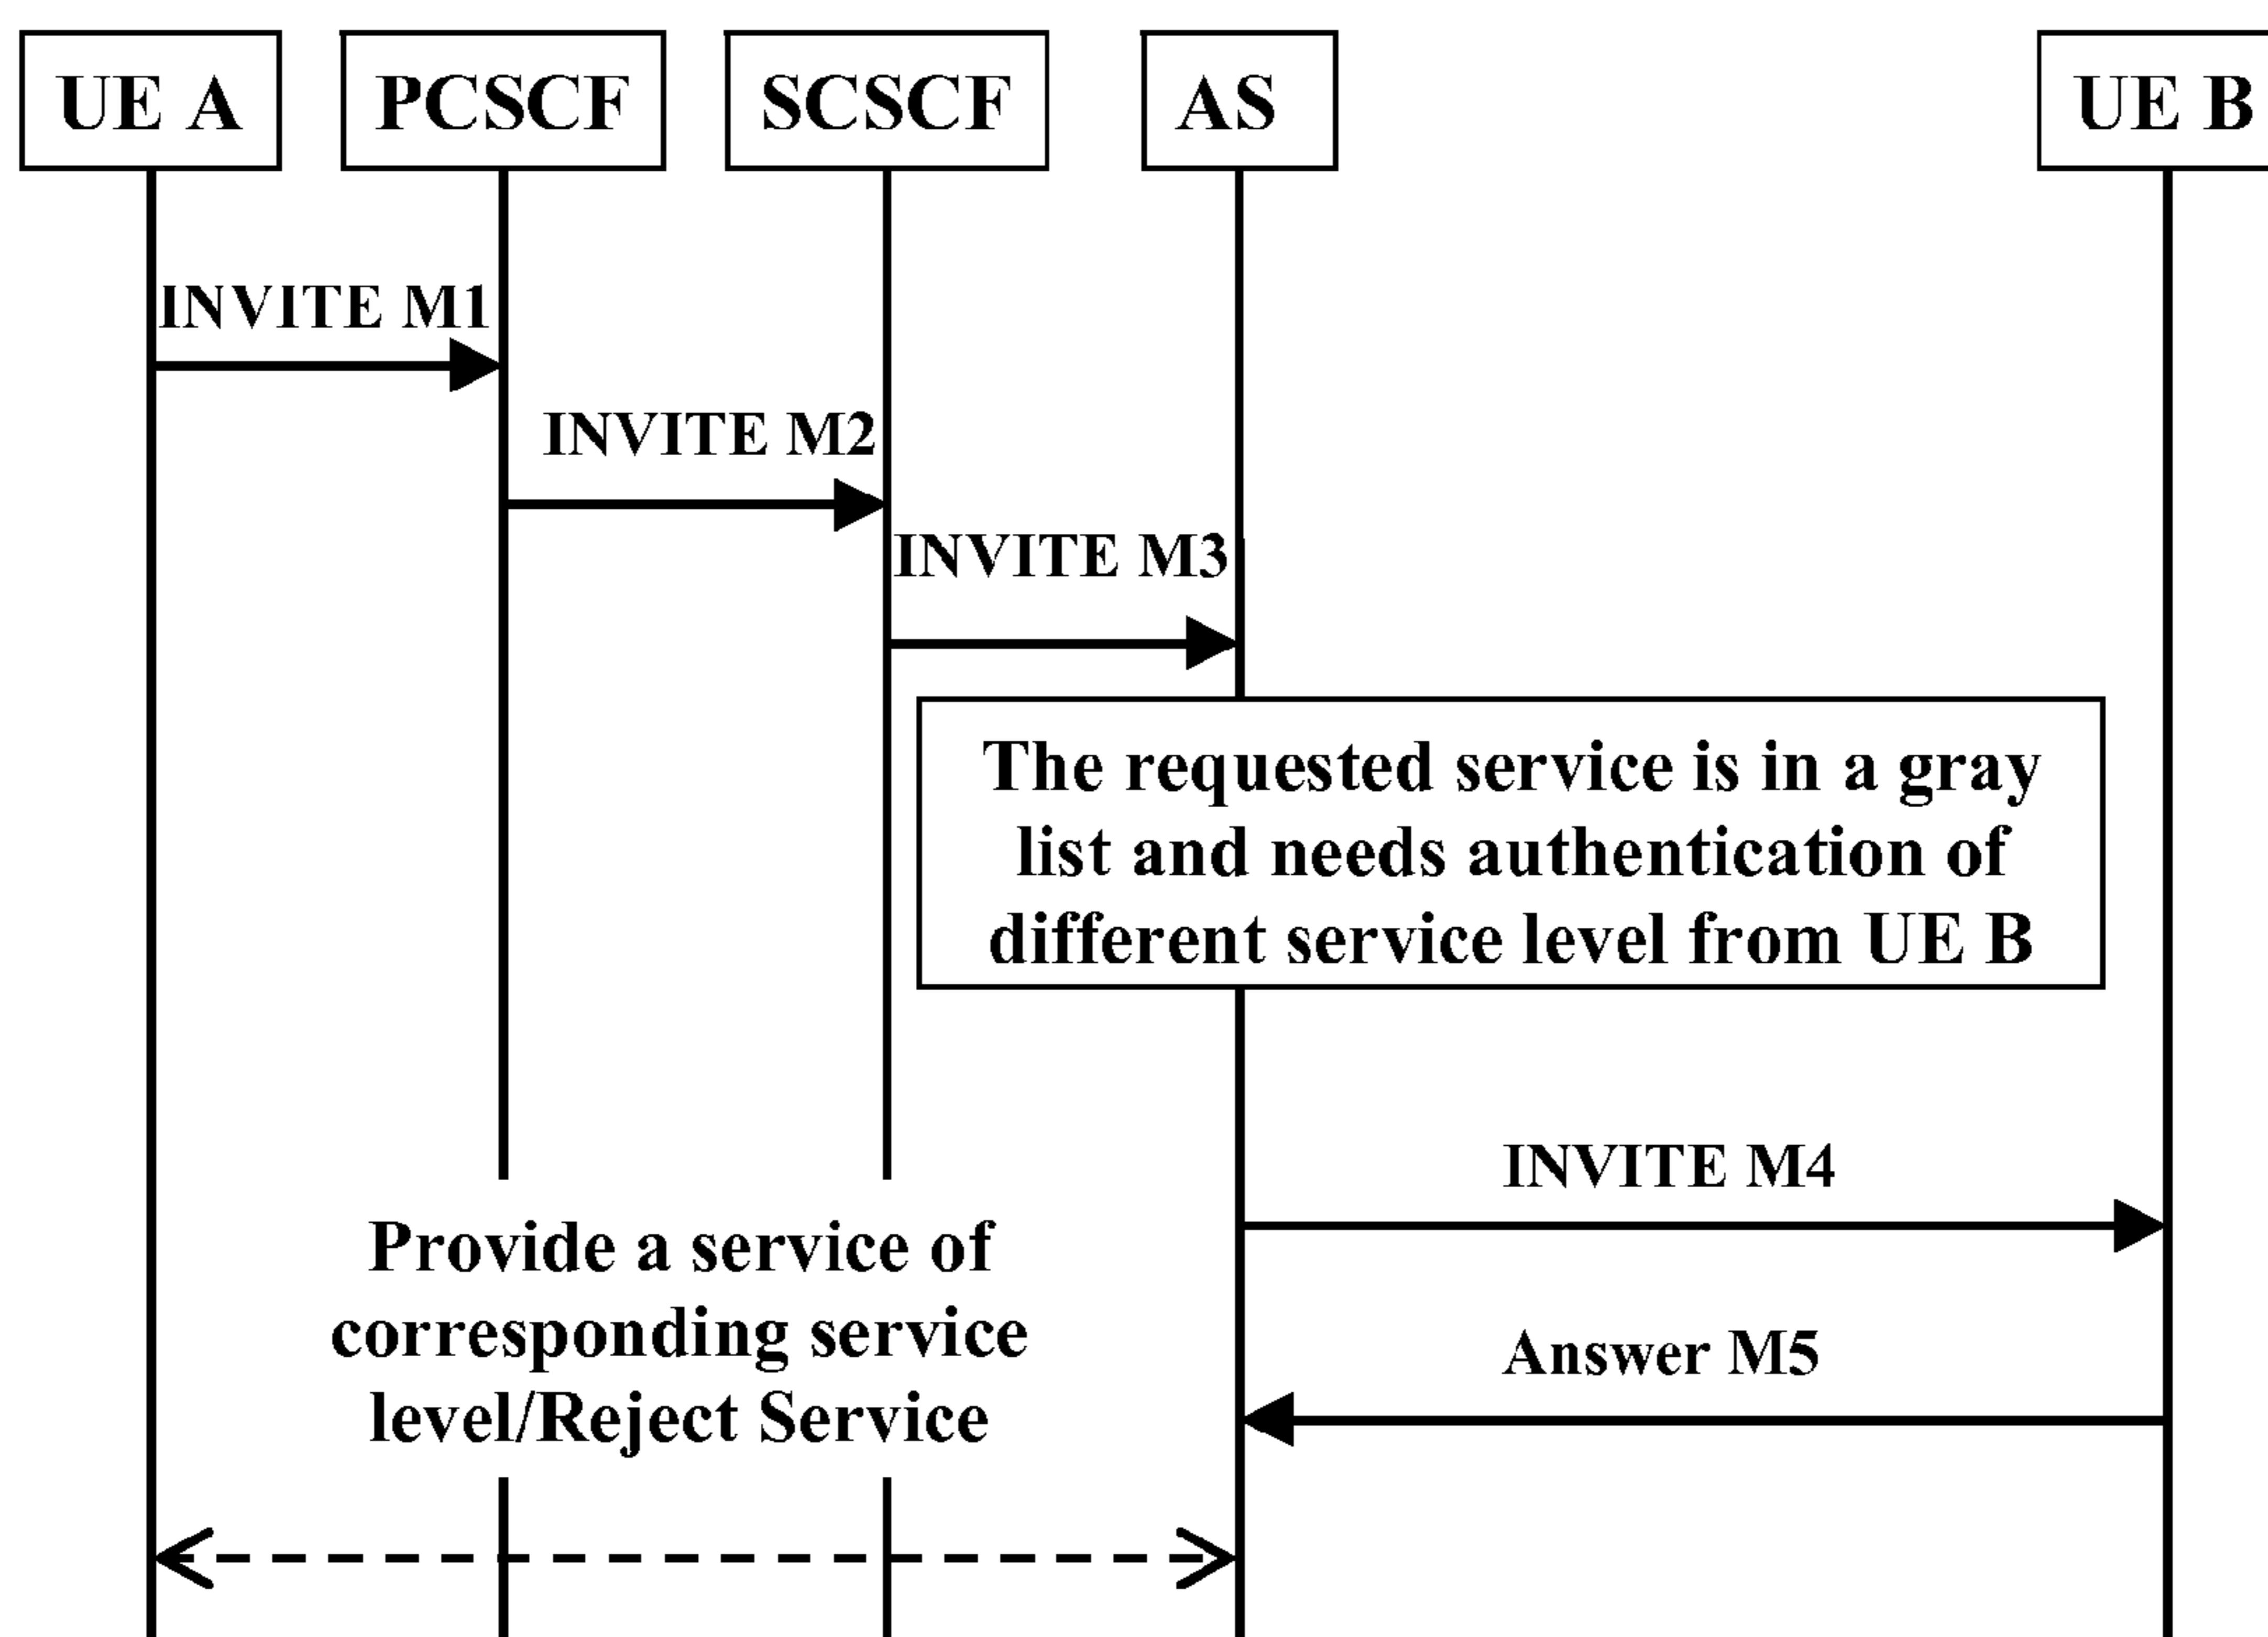 UE A
PCSCF
SCSCF
AS
UE B
INVITE M1
INVITE M2
INVITE M3
The requested service is in a gray
list and needs authentication of
different service level from UE B
INVITE M4
Provide a service of
corresponding service
level/Reject Service
Answer M5